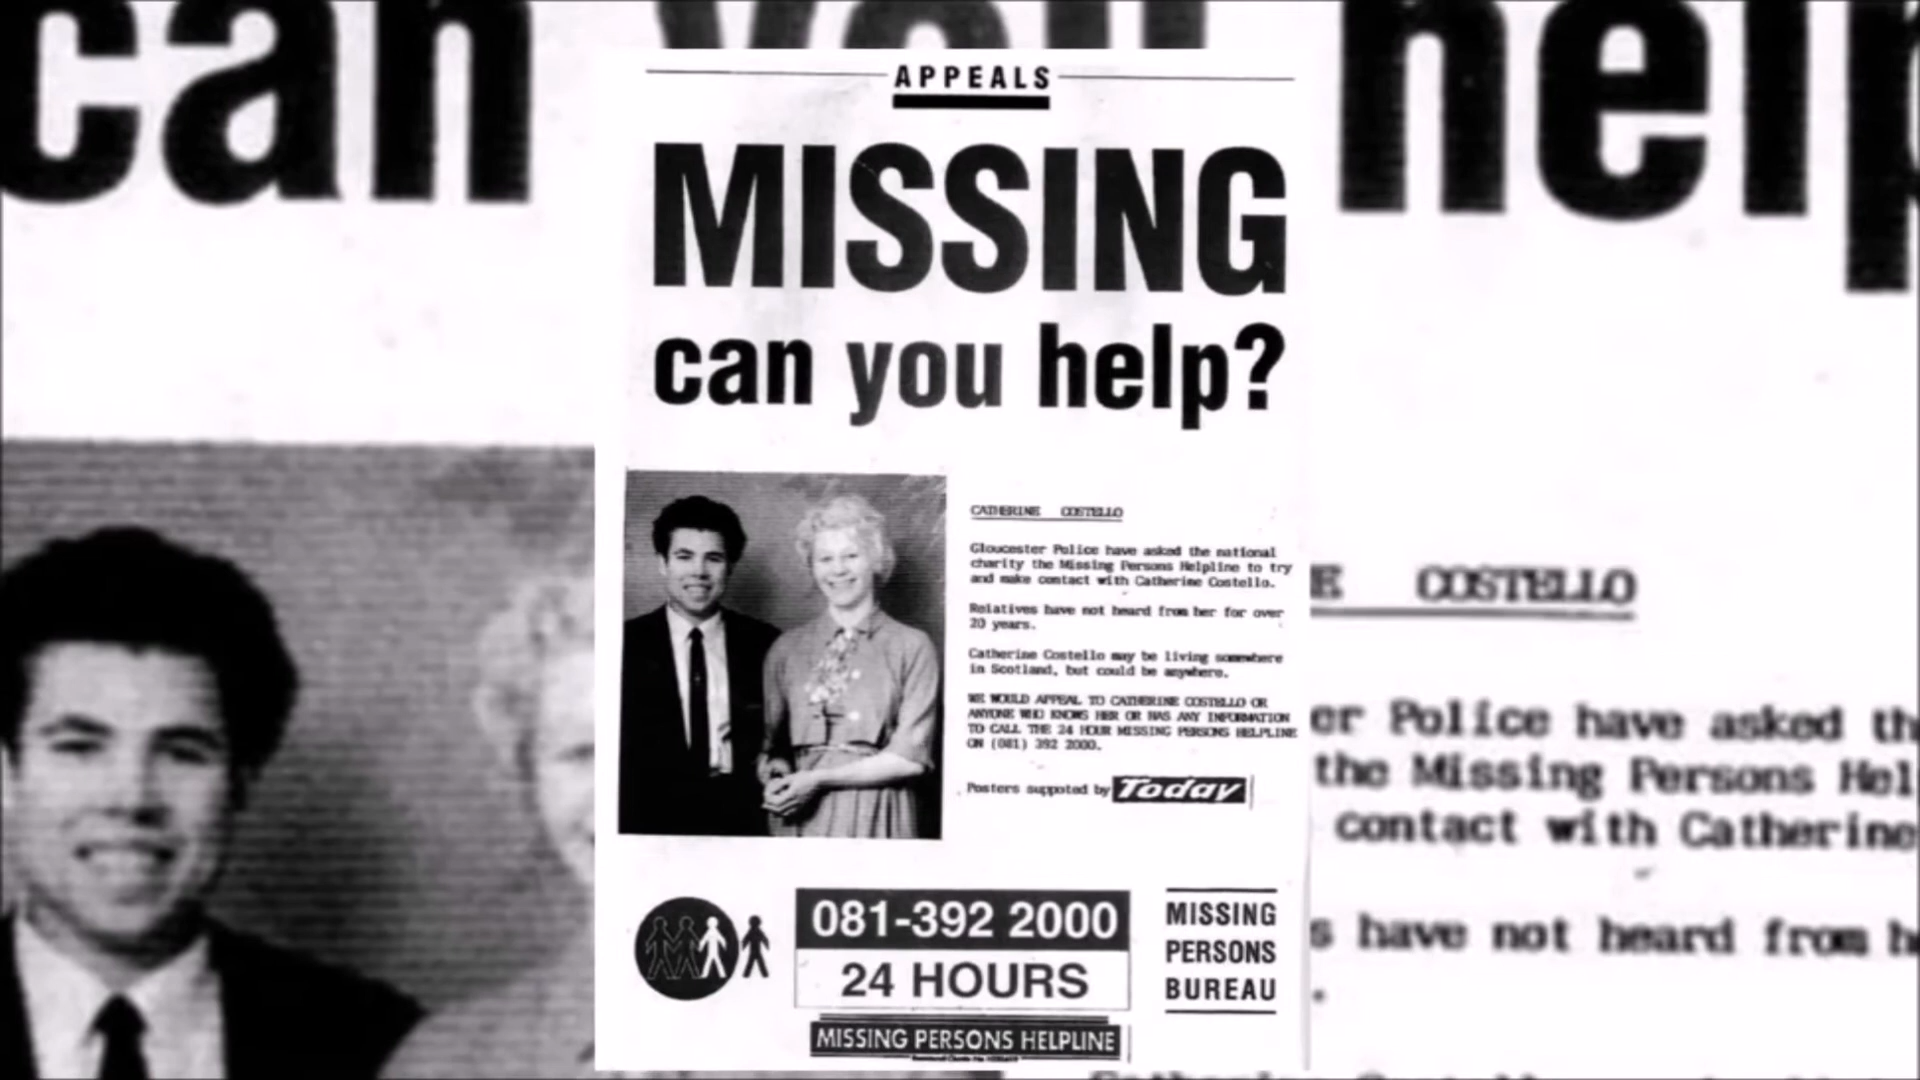 can you help
APPEALS
MISSING
can you help?
CATHERINE COSTELLO
Gloucester Police have asked the national
charity the Missing Persons Helpline to try
and make contact with Catherine Costello.
Relatives have not heard from her for over
20 years.
Catherine Costello may be living somewhere
in Scotland, but could be anywhere.
WE WOULD APPEAL TO CATHERINE COSTELLO OR
ANYONE WHO KNOWS HER OR HAS ANY INFORMATION
TO CALL THE 24 HOUR MISSING PERSONS HELPLINE
ON (081) 392 2000.
Posters suppoted by Today
081-392 2000
24 HOURS
MISSING
PERSONS
BUREAU
MISSING PERSONS HELPLINE
E COSTELLO
er Police have asked th
the Missing Persons Hel
contact with Catherine
s have not heard from h